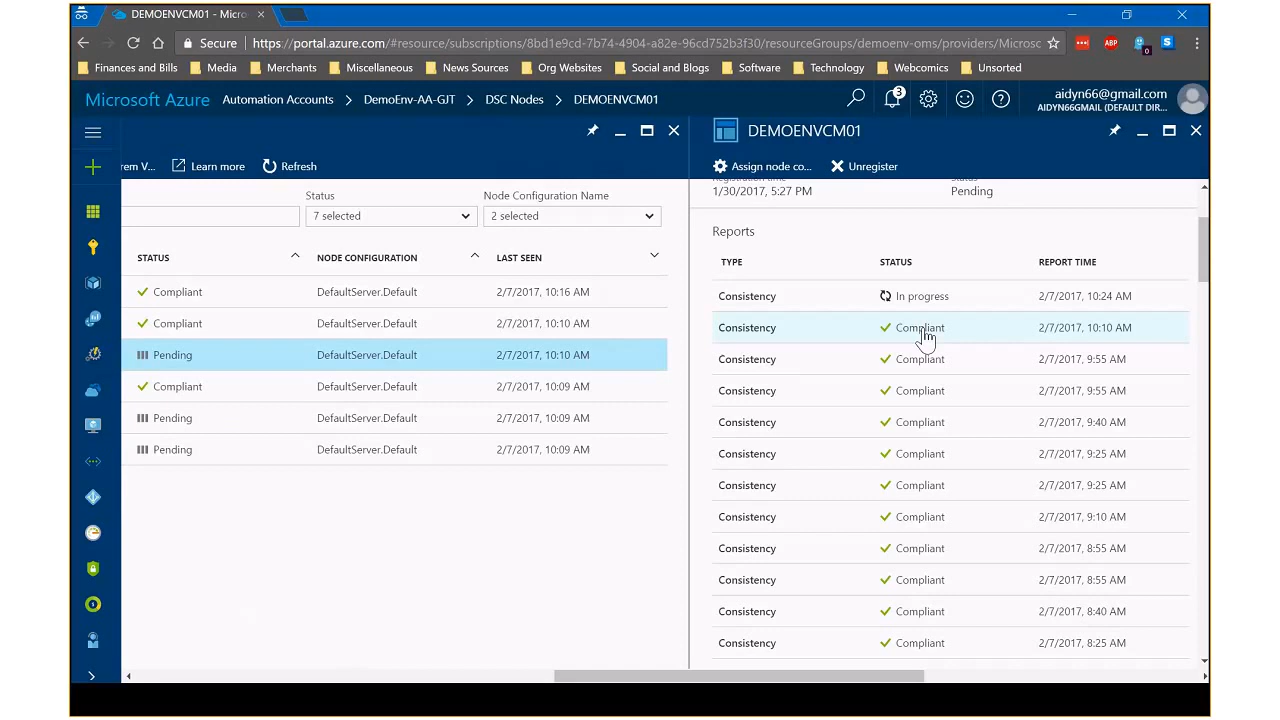 DEMOENVCM01 - Micro
Secure https://portal.azure.com/#resource/subscriptions/8bd1e9cd-7b74-4904-a82e-96cd752b3f30/resourceGroups/demoenv-oms/providers/Microsc
ABP 0 S
Finances and Bills Media Merchants Miscellaneous News Sources Org Websites Social and Blogs Software Technology Webcomics Unsorted
Microsoft Azure Automation Accounts DemoEnv-AA-GJT DSC Nodes DEMOENVCM01 3 aidyn66@gmail.com
AIDYN66GMAIL (DEFAULT DIR...
DEMOENVCM01
rem V... Learn more Refresh
Assign node co... Unregister
Status Node Configuration Name
7 selected 2 selected
STATUS NODE CONFIGURATION LAST SEEN
Compliant DefaultServer.Default 2/7/2017, 10:16 AM
Compliant DefaultServer.Default 2/7/2017, 10:10 AM
Pending DefaultServer.Default 2/7/2017, 10:10 AM
Compliant DefaultServer.Default 2/7/2017, 10:09 AM
Pending DefaultServer.Default 2/7/2017, 10:09 AM
Pending DefaultServer.Default 2/7/2017, 10:09 AM
Registration time Status
1/30/2017, 5:27 PM Pending
Reports
TYPE STATUS REPORT TIME
Consistency In progress 2/7/2017, 10:24 AM
Consistency Compliant 2/7/2017, 10:10 AM
Consistency Compliant 2/7/2017, 9:55 AM
Consistency Compliant 2/7/2017, 9:55 AM
Consistency Compliant 2/7/2017, 9:40 AM
Consistency Compliant 2/7/2017, 9:25 AM
Consistency Compliant 2/7/2017, 9:25 AM
Consistency Compliant 2/7/2017, 9:10 AM
Consistency Compliant 2/7/2017, 8:55 AM
Consistency Compliant 2/7/2017, 8:55 AM
Consistency Compliant 2/7/2017, 8:40 AM
Consistency Compliant 2/7/2017, 8:25 AM